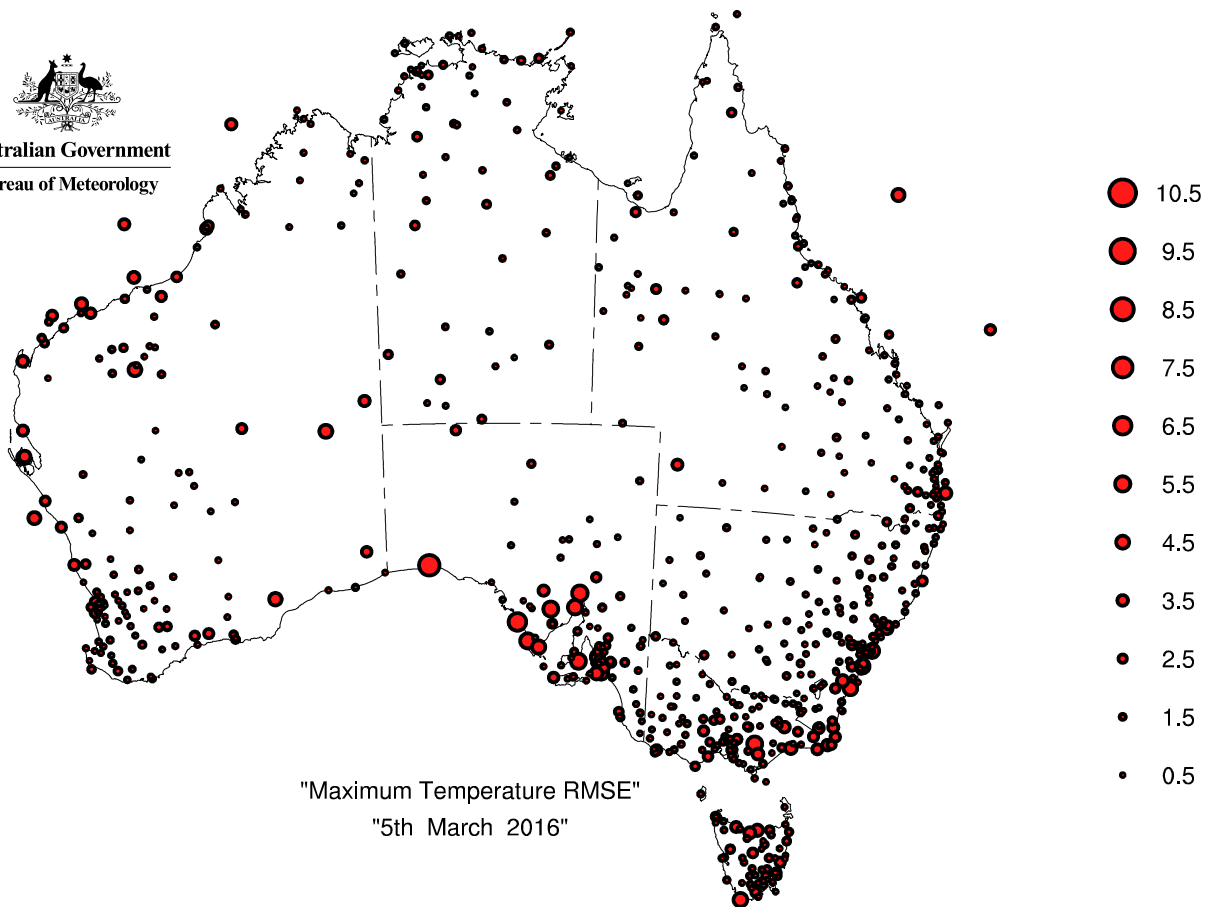 AUSTRALIA
tralian Government
reau of Meteorology
10.5
9.5
8.5
7.5
6.5
5.5
4.5
3.5
2.5
1.5
0.5
"Maximum Temperature RMSE"
"5th March 2016"